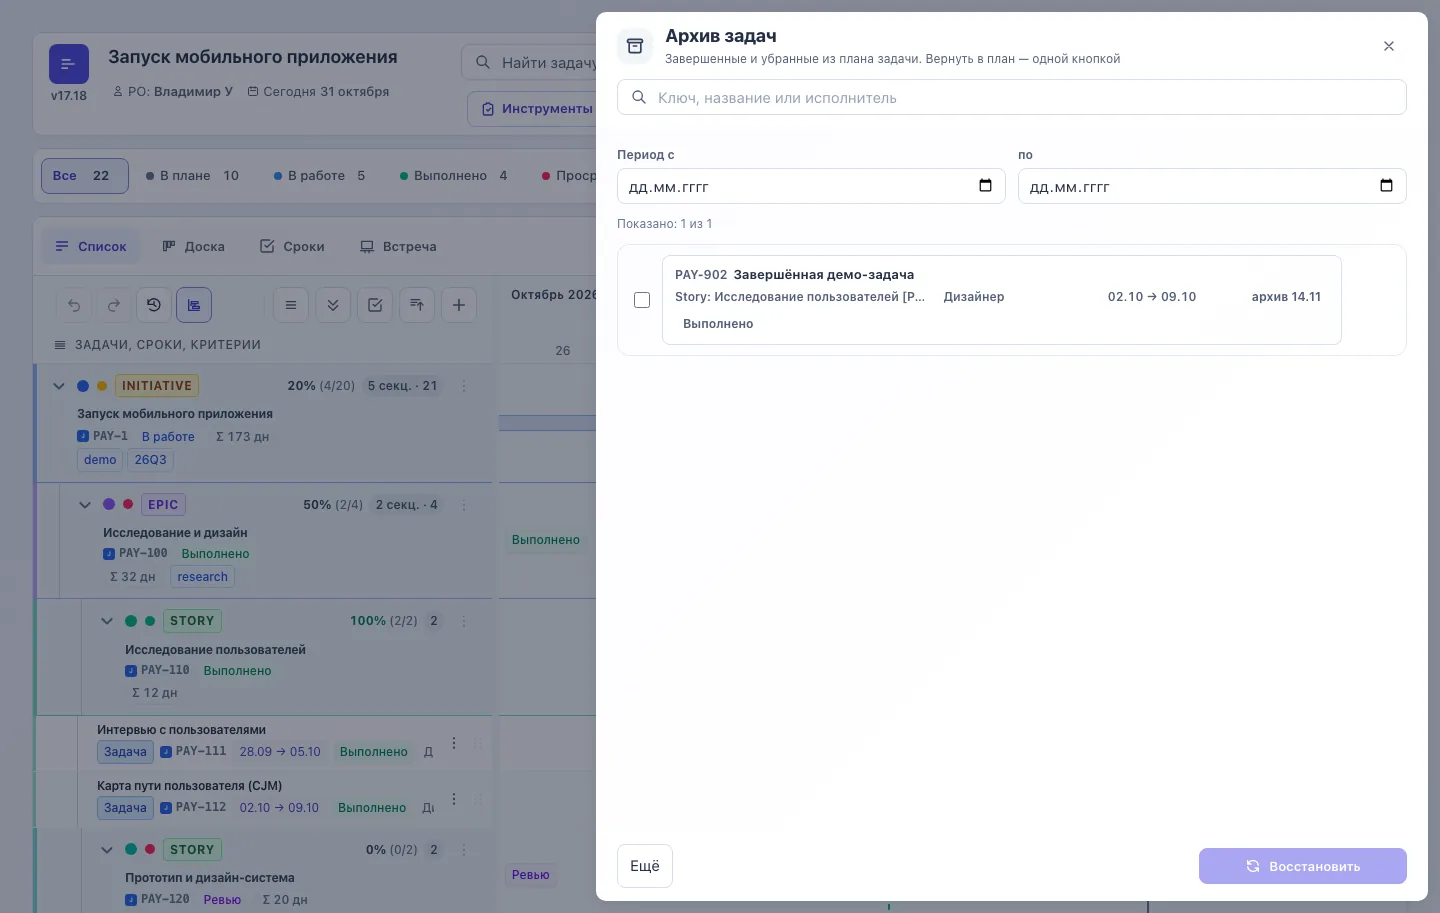 Запуск мобильного приложения
v17.18
PO: Владимир У
Сегодня 31 октября
Найти задачу
Инструменты
Все 22
В плане 10
В работе 5
Выполнено 4
Проср
Список
Доска
Сроки
Встреча
Октябрь 2026
ЗАДАЧИ, СРОКИ, КРИТЕРИИ
26
INITIATIVE
20% (4/20)
5 секц. · 21
Запуск мобильного приложения
PAY-1 В работе Σ 173 дн
demo 26Q3
EPIC
50% (2/4)
2 секц. · 4
Исследование и дизайн
PAY-100 Выполнено
Σ 32 дн research
Выполнено
STORY
100% (2/2) 2
Исследование пользователей
PAY-110 Выполнено
Σ 12 дн
Интервью с пользователями
Задача PAY-111 28.09 → 05.10 Выполнено Д
Карта пути пользователя (CJM)
Задача PAY-112 02.10 → 09.10 Выполнено Ди
STORY
0% (0/2) 2
Прототип и дизайн-система
PAY-120 Ревью Σ 20 дн
Ревью
Архив задач
Завершенные и убранные из плана задачи. Вернуть в план — одной кнопкой
Ключ, название или исполнитель
Период с
по
дд.мм.гггг
дд.мм.гггг
Показано: 1 из 1
PAY-902 Завершённая демо-задача
Story: Исследование пользователей [P... Дизайнер 02.10 → 09.10 архив 14.11
Выполнено
Ещё
Восстановить